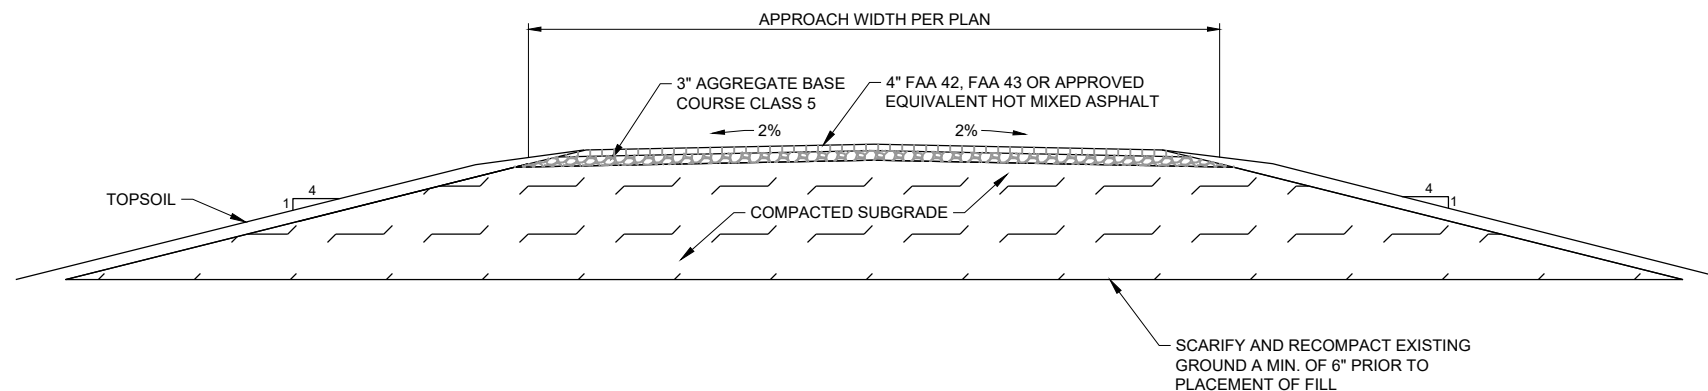 APPROACH WIDTH PER PLAN
3" AGGREGATE BASE
COURSE CLASS 5
4" FAA 42, FAA 43 OR APPROVED
EQUIVALENT HOT MIXED ASPHALT
2%
2%
4
1
TOPSOIL
COMPACTED SUBGRADE
4
1
SCARIFY AND RECOMPACT EXISTING
GROUND A MIN. OF 6" PRIOR TO
PLACEMENT OF FILL